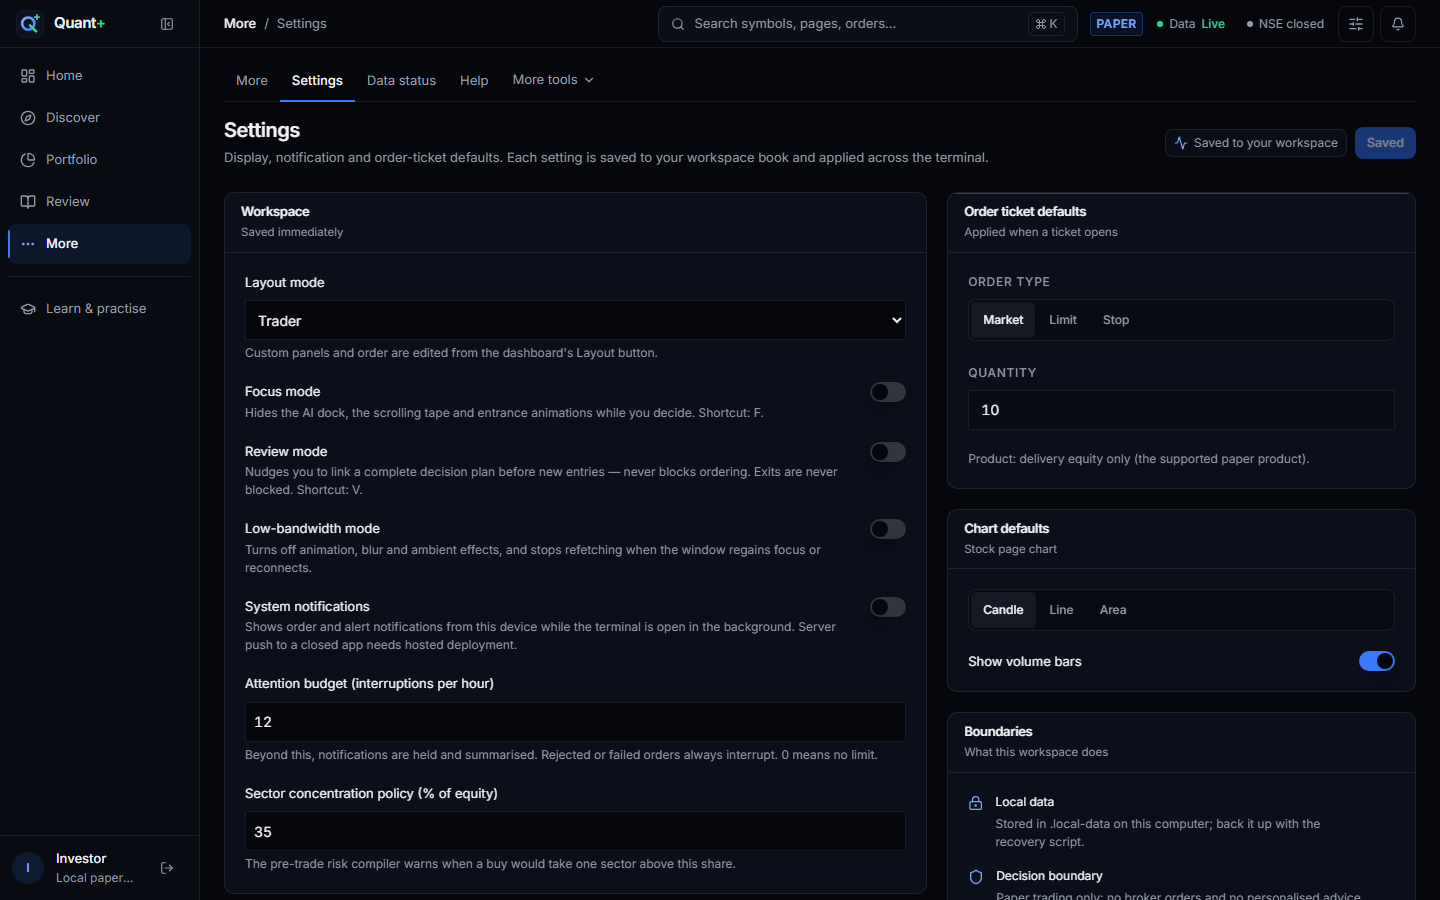 Quant+
More / Settings
Search symbols, pages, orders...
⌘ K
PAPER
Data Live
NSE closed
Home
Discover
Portfolio
Review
More
Learn & practise
Investor
Local paper...
More
Settings
Data status
Help
More tools
Settings
Display, notification and order-ticket defaults. Each setting is saved to your workspace book and applied across the terminal.
Saved to your workspace
Saved
Workspace
Saved immediately
Layout mode
Trader
Custom panels and order are edited from the dashboard's Layout button.
Focus mode
Hides the AI dock, the scrolling tape and entrance animations while you decide. Shortcut: F.
Review mode
Nudges you to link a complete decision plan before new entries — never blocks ordering. Exits are never
blocked. Shortcut: V.
Low-bandwidth mode
Turns off animation, blur and ambient effects, and stops refetching when the window regains focus or
reconnects.
System notifications
Shows order and alert notifications from this device while the terminal is open in the background. Server
push to a closed app needs hosted deployment.
Attention budget (interruptions per hour)
12
Beyond this, notifications are held and summarised. Rejected or failed orders always interrupt. 0 means no limit.
Sector concentration policy (% of equity)
35
The pre-trade risk compiler warns when a buy would take one sector above this share.
Order ticket defaults
Applied when a ticket opens
ORDER TYPE
Market
Limit
Stop
QUANTITY
10
Product: delivery equity only (the supported paper product).
Chart defaults
Stock page chart
Candle
Line
Area
Show volume bars
Boundaries
What this workspace does
Local data
Stored in .local-data on this computer; back it up with the
recovery script.
Decision boundary
Paper trading only: no broker orders and no personalised advice
I